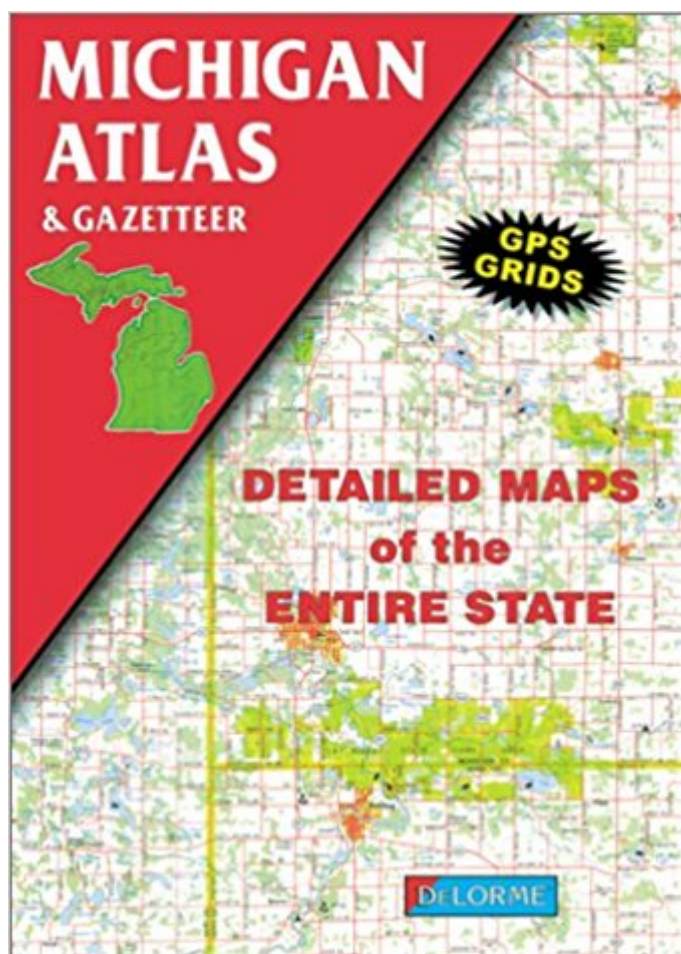 MICHIGAN
ATLAS
& GAZETTEER
GPS
GRIDS
DETAILED MAPS
of the
ENTIRE STATE
DELORME